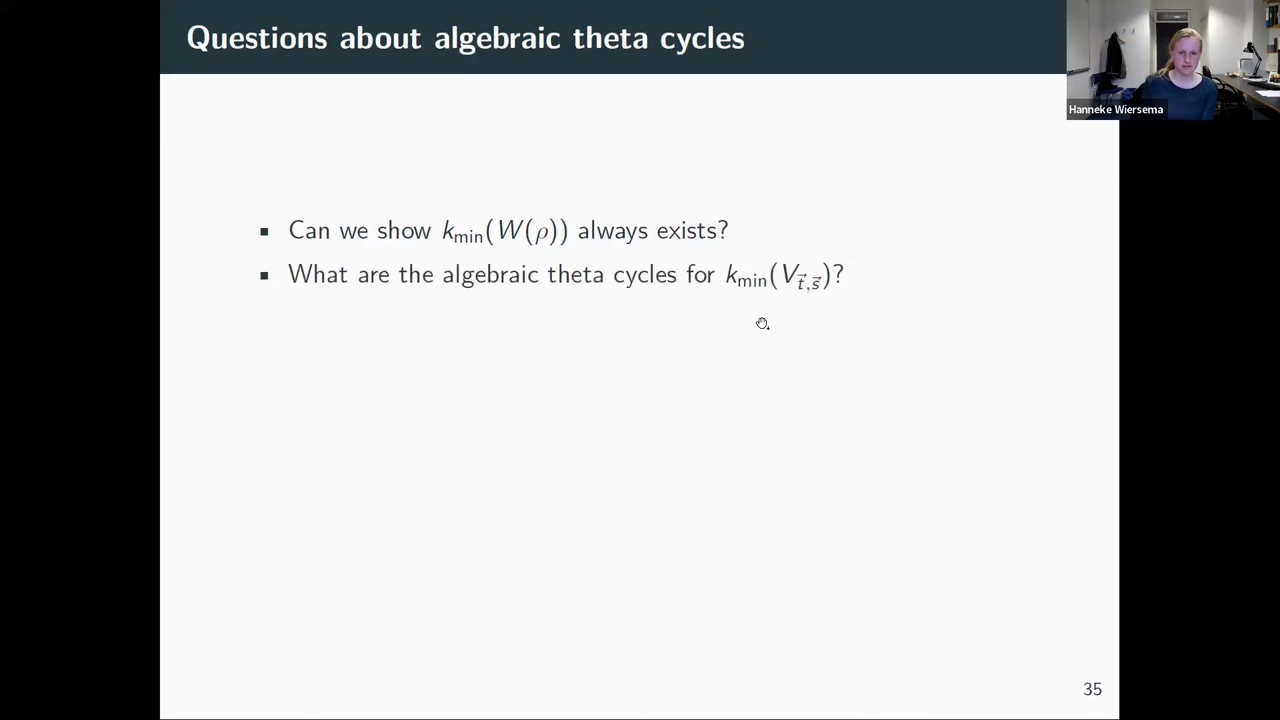 Questions about algebraic theta cycles
Hanneke Wiersema
▪ Can we show k_min(W(ρ)) always exists?
▪ What are the algebraic theta cycles for k_min(V_{t⃗,s⃗})?
35